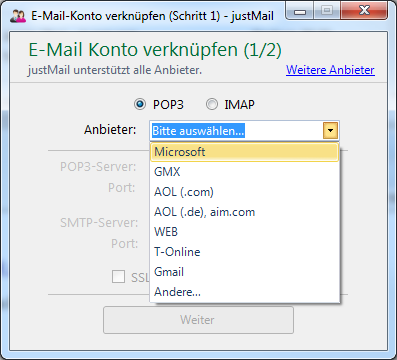 E-Mail-Konto verknüpfen (Schritt 1) - justMail
E-Mail Konto verknüpfen (1/2)
justMail unterstützt alle Anbieter. Weitere Anbieter
POP3 IMAP
Anbieter: Bitte auswählen...
Microsoft
GMX
AOL (.com)
AOL (.de), aim.com
WEB
T-Online
Gmail
Andere...
POP3-Server:
Port:
SMTP-Server:
Port:
SS
Weiter